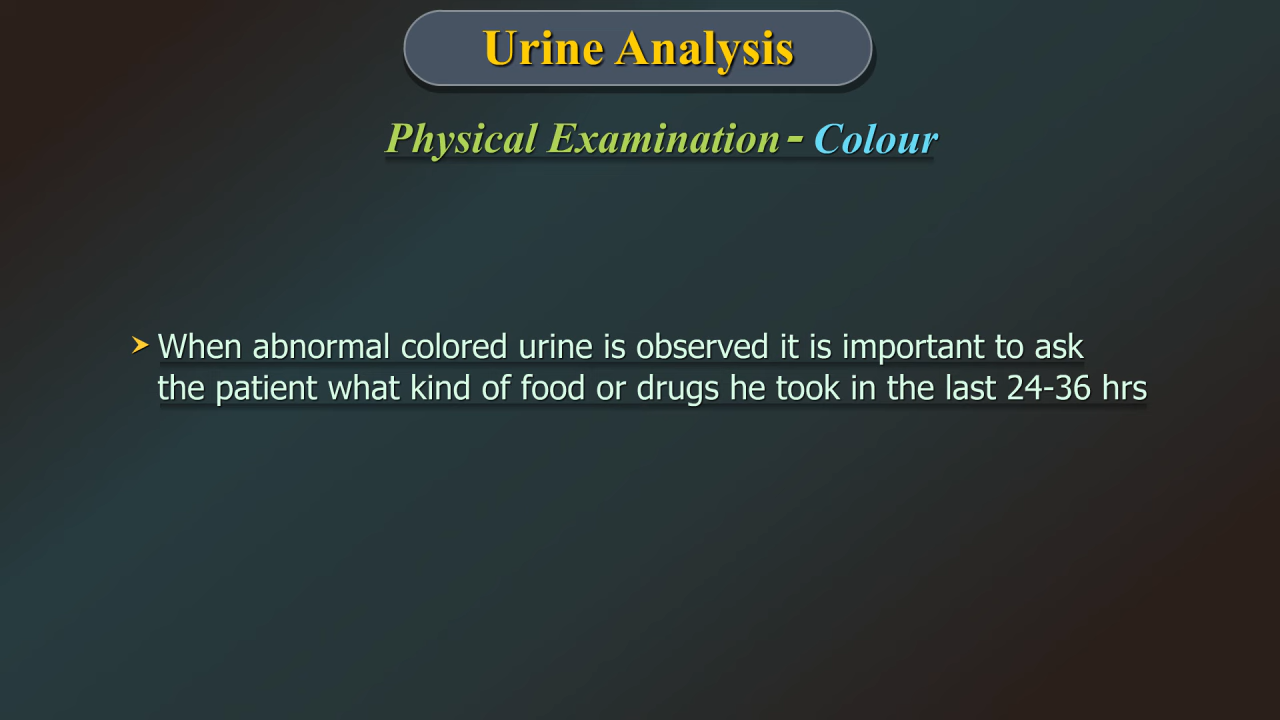 Urine Analysis
Physical Examination - Colour
➤ When abnormal colored urine is observed it is important to ask
the patient what kind of food or drugs he took in the last 24-36 hrs